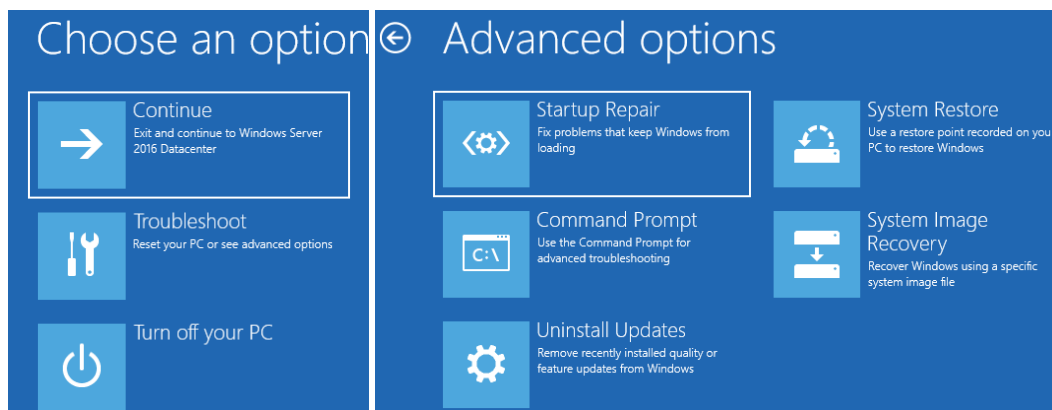 Choose an option
Continue
Exit and continue to Windows Server
2016 Datacenter
Troubleshoot
Reset your PC or see advanced options
Turn off your PC
Advanced options
Startup Repair
Fix problems that keep Windows from
loading
Command Prompt
Use the Command Prompt for
advanced troubleshooting
C:\
Uninstall Updates
Remove recently installed quality or
feature updates from Windows
System Restore
Use a restore point recorded on you
PC to restore Windows
System Image
Recovery
Recover Windows using a specific
system image file